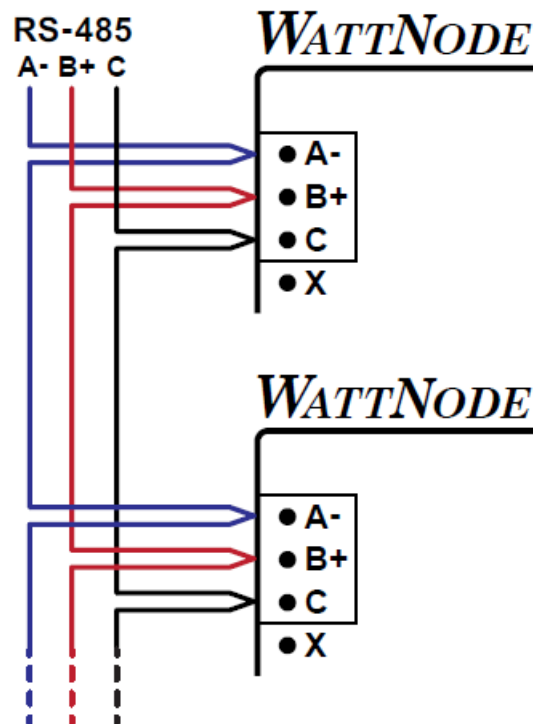 RS-485
A- B+ C
WATTNODE
A-
B+
C
X
WATTNODE
A-
B+
C
X